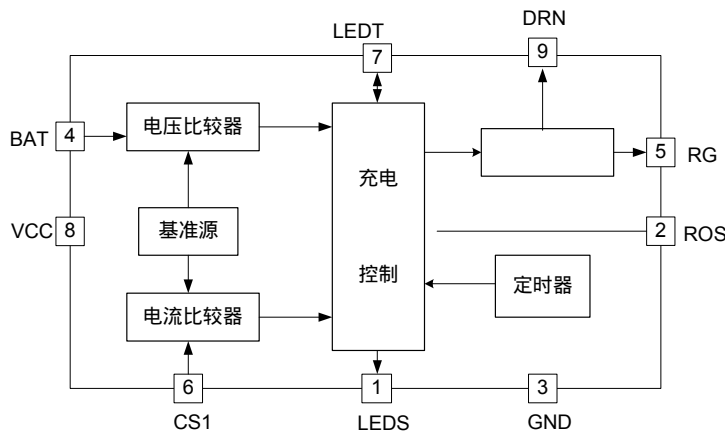 LEDT
DRN
7
9
BAT
4
电压比较器
充电
5
RG
VCC
8
基准源
2
ROS
控制
定时器
电流比较器
6
1
3
CS1
LEDS
GND